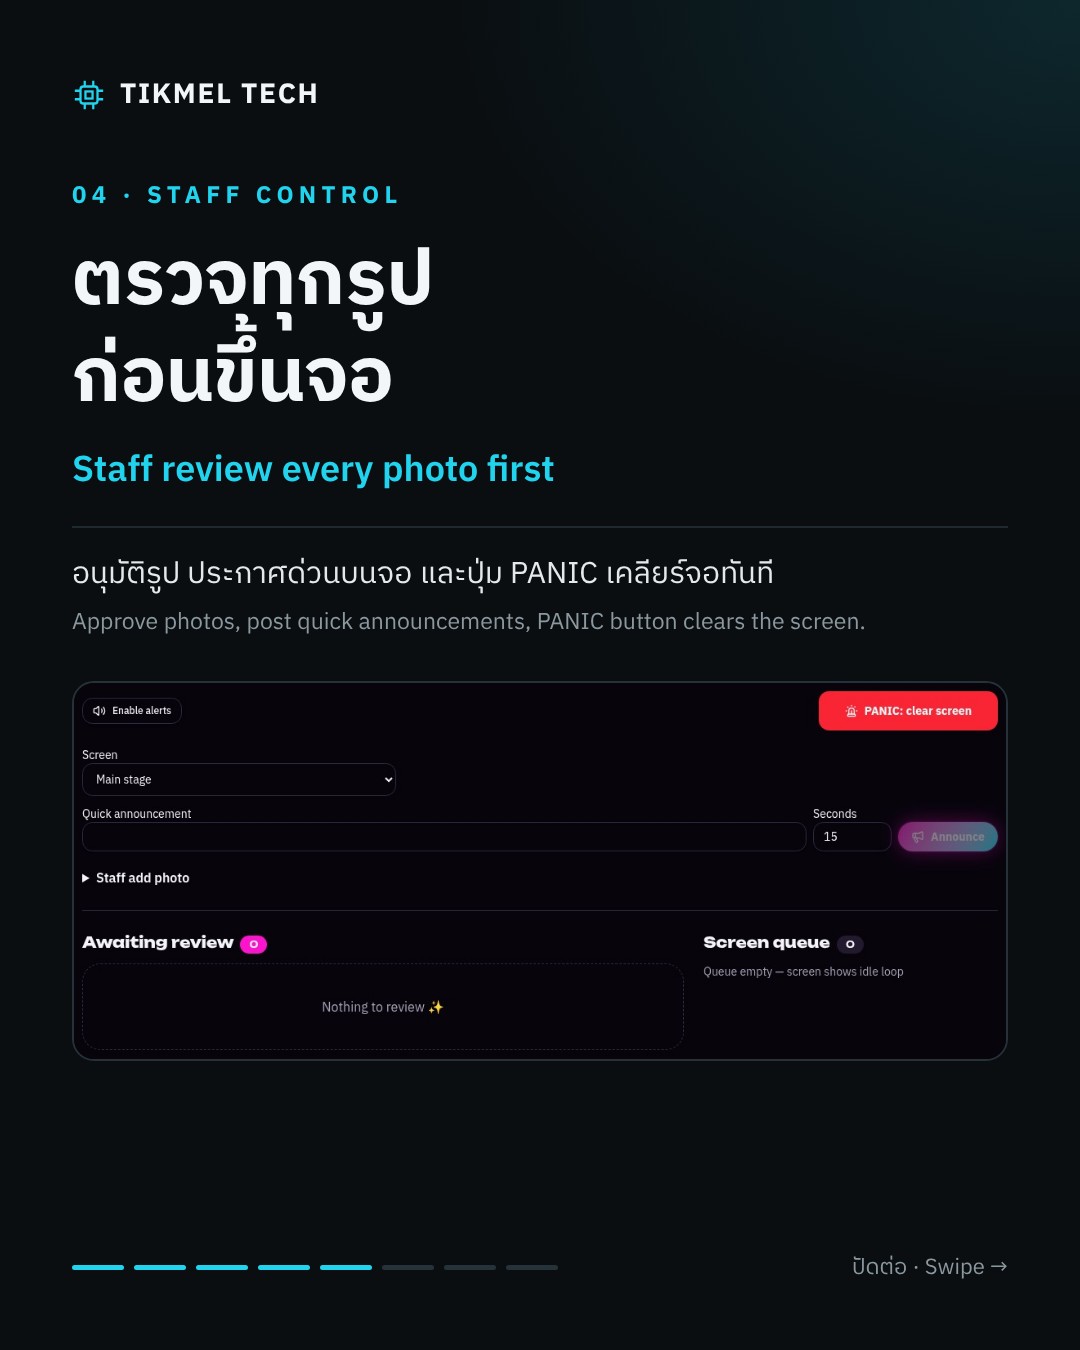 TIKMEL TECH
04 · STAFF CONTROL
ตรวจทุกรูป
ก่อนขึ้นจอ
Staff review every photo first
อนุมัติรูป ประกาศด่วนบนจอ และปุ่ม PANIC เคลียร์จอทันที
Approve photos, post quick announcements, PANIC button clears the screen.
Enable alerts
PANIC: clear screen
Screen
Main stage
Quick announcement
Seconds
15
Announce
Staff add photo
Awaiting review 0
Screen queue 0
Queue empty — screen shows idle loop
Nothing to review ✨
ปัดต่อ · Swipe →